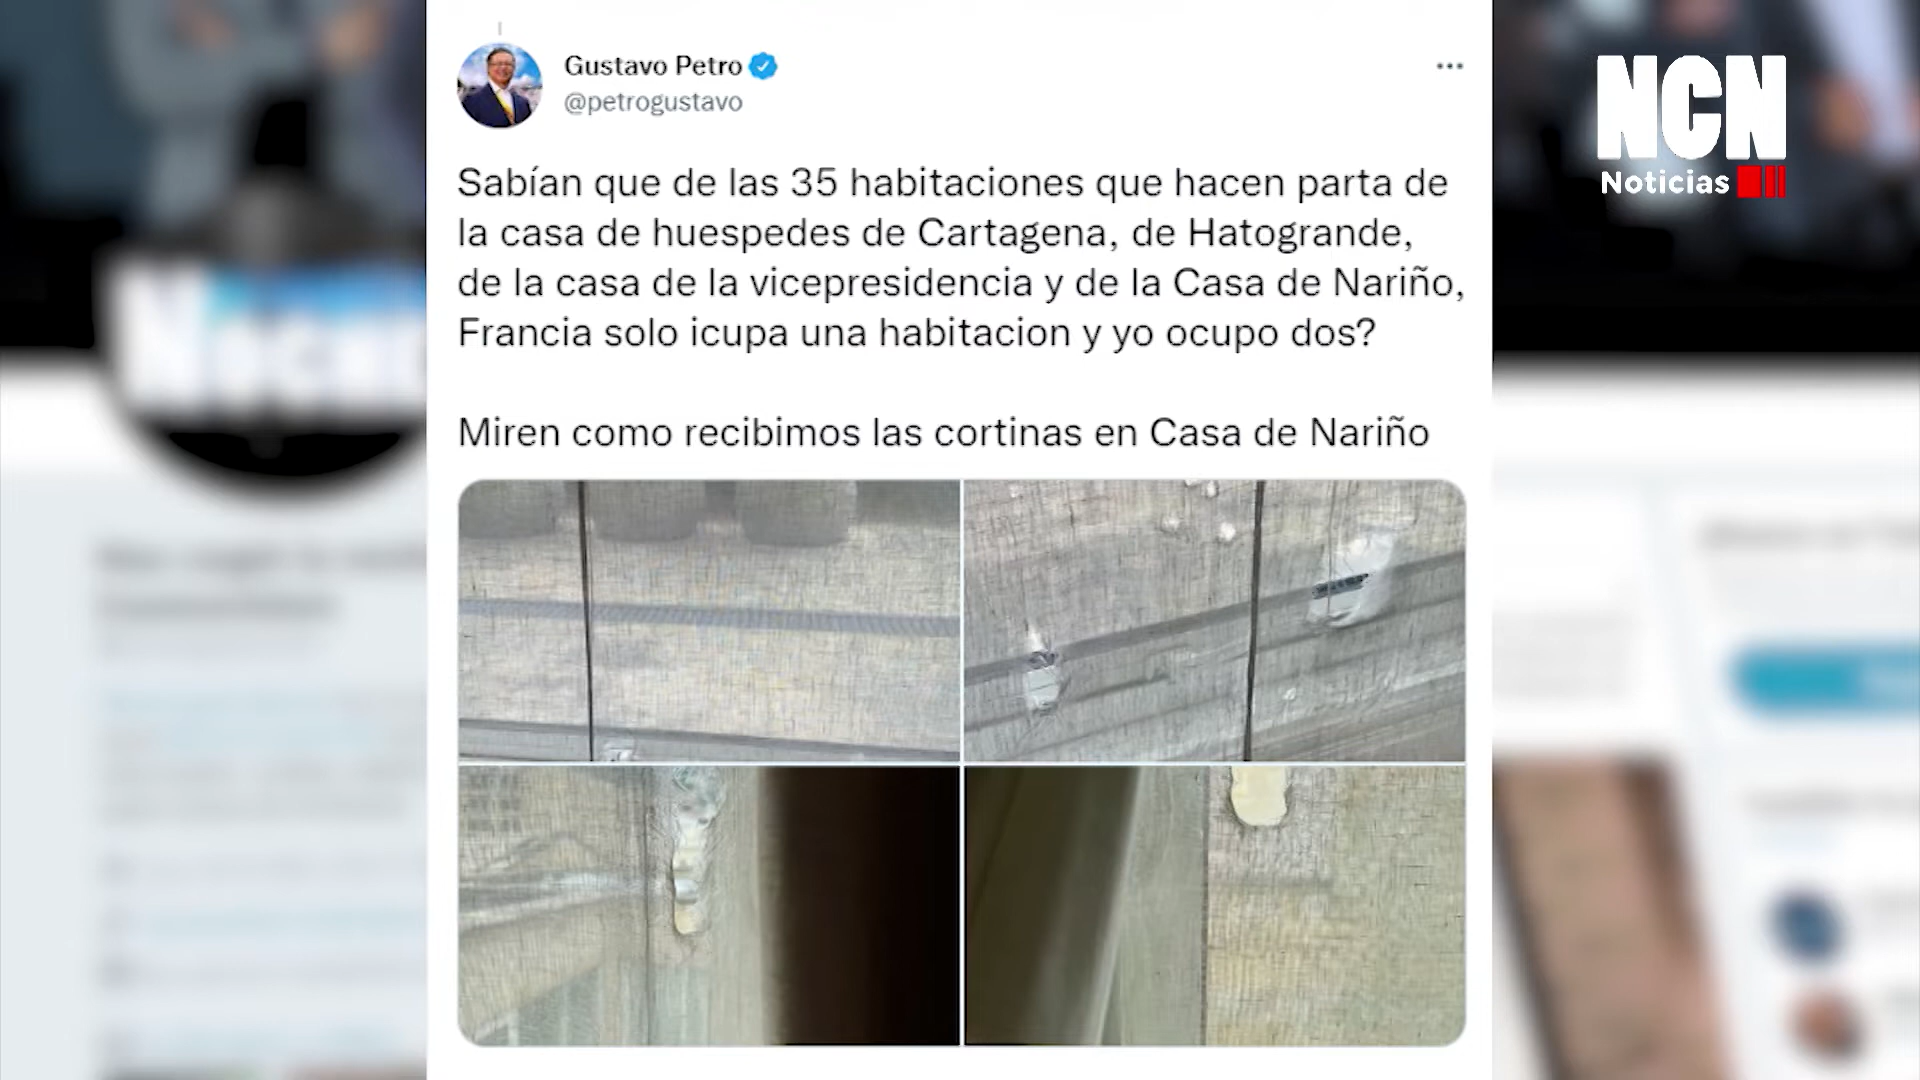 Gustavo Petro
@petrogustavo
NCN
Noticias
Sabían que de las 35 habitaciones que hacen parta de
la casa de huespedes de Cartagena, de Hatogrande,
de la casa de la vicepresidencia y de la Casa de Nariño,
Francia solo icupa una habitacion y yo ocupo dos?
Miren como recibimos las cortinas en Casa de Nariño